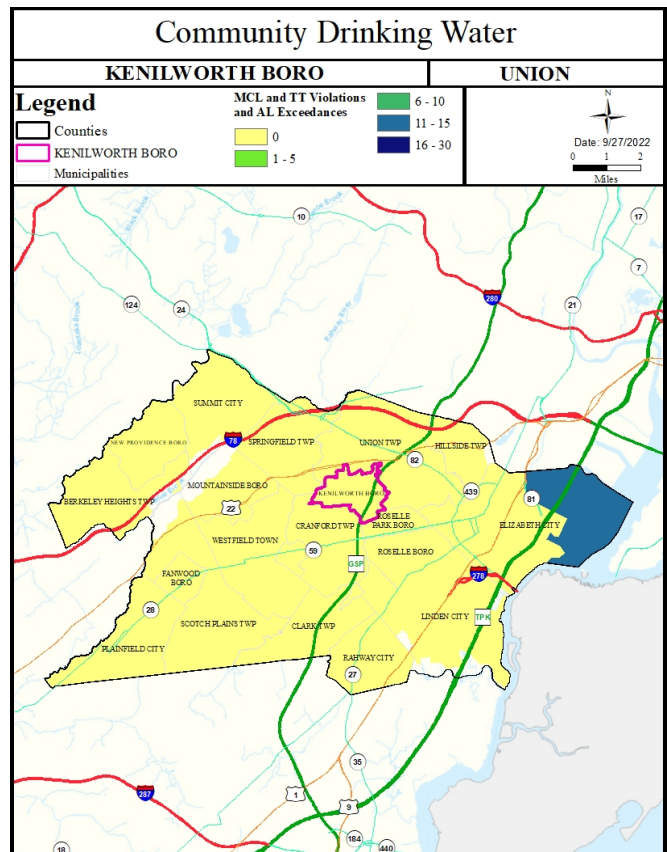 Community Drinking Water
KENILWORTH BORO
UNION
Legend
Counties
KENILWORTH BORO
Municipalities
MCL and TT Violations
and AL Exceedances
0
1 - 5
6 - 10
11 - 15
16 - 30
N
Date: 9/27/2022
0 1 2
Miles
10
17
7
280
124
24
21
SUMMIT CITY
NEW PROVIDENCE BORO
78
SPRINGFIELD TWP
UNION TWP
HILLSIDE TWP
82
MOUNTAINSIDE BORO
BERKELEY HEIGHTS TWP
KENILWORTH BORO
439
81
22
ROSELLE
PARK BORO
CRANFORD TWP
ELIZABETH CITY
WESTFIELD TOWN
59
ROSELLE BORO
GSP
FANWOOD
BORO
278
28
SCOTCH PLAINS TWP
CLARK TWP
LINDEN CITY
TPK
PLAINFIELD CITY
RAHWAY CITY
27
35
287
1
9
184
18
440